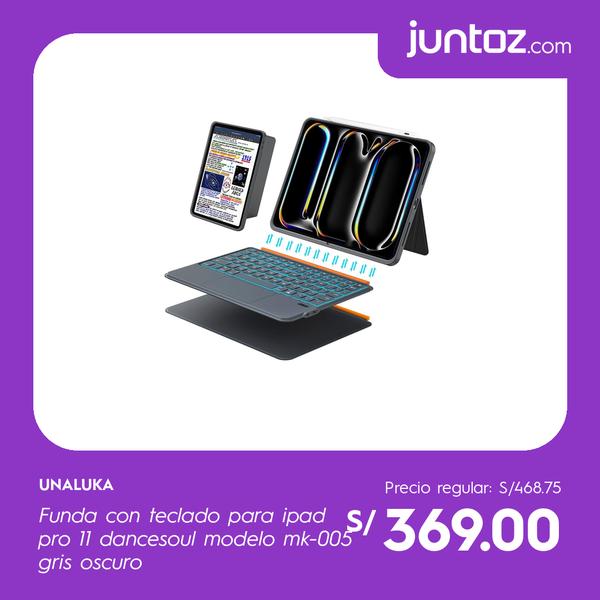 juntoz.com
UNALUKA
Precio regular: S/468.75
Funda con teclado para ipad
pro 11 dancesoul modelo mk-005
gris oscuro
S/ 369.00